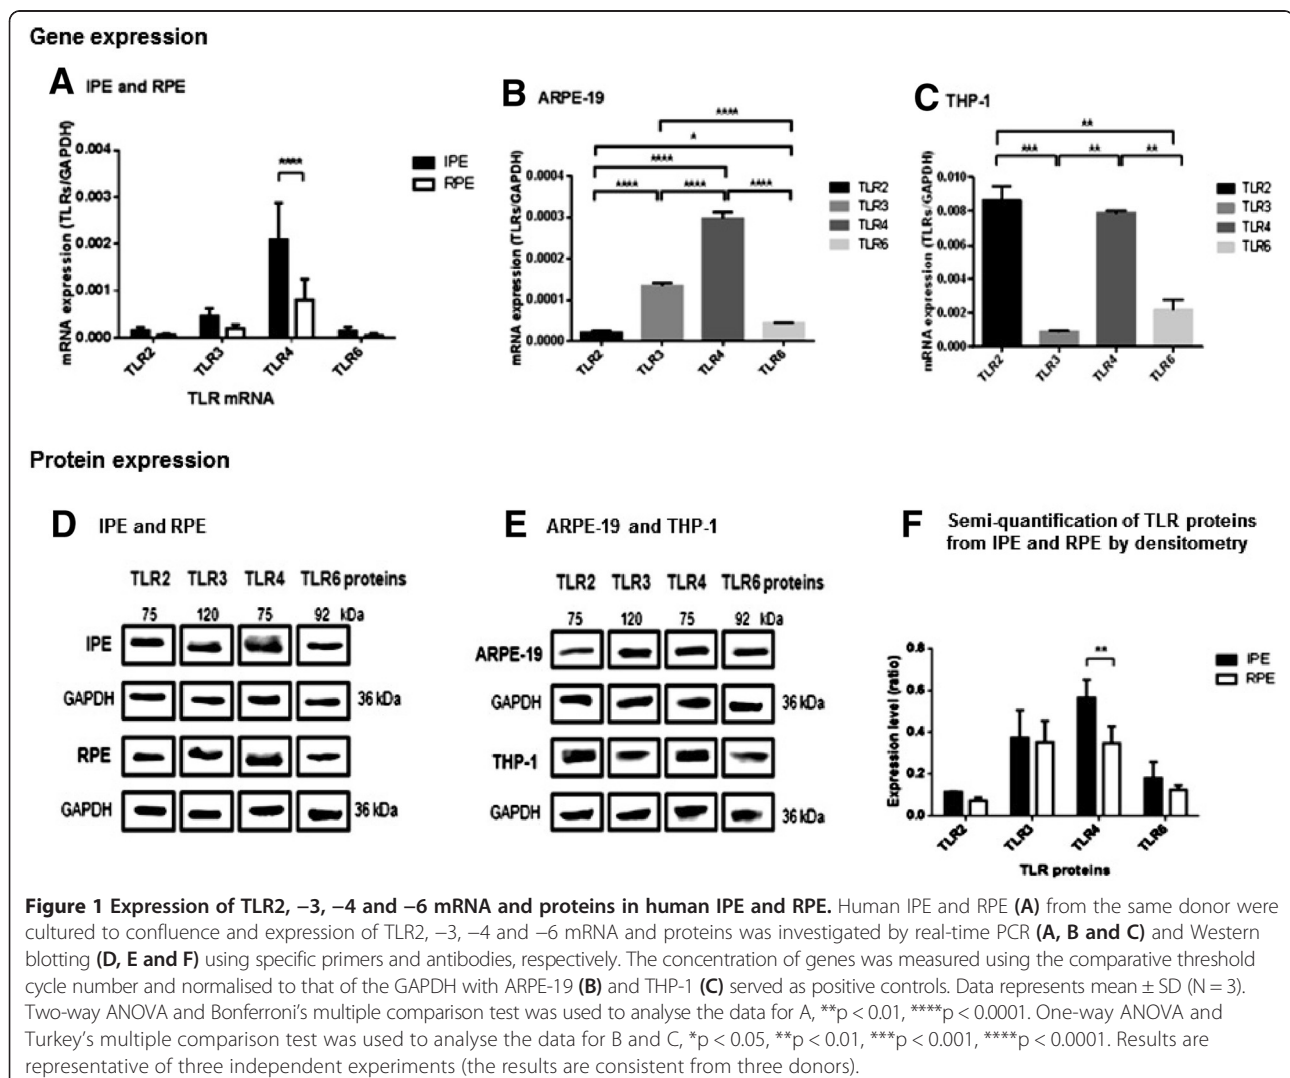 Gene expression
A IPE and RPE
mRNA expression (TLRs/GAPDH)
0.004
0.003
0.002
0.001
0.000
****
IPE
RPE
TLR2 TLR3 TLR4 TLR6
TLR mRNA
B ARPE-19
mRNA expression (TLRs/GAPDH)
0.0004
0.0003
0.0002
0.0001
0.0000
****
*
****
**** **** ****
TLR2
TLR3
TLR4
TLR6
TLR2 TLR3 TLR4 TLR6
C THP-1
mRNA expression (TLRs/GAPDH)
0.010
0.008
0.006
0.004
0.002
0.000
**
*** ** **
TLR2
TLR3
TLR4
TLR6
TLR2 TLR3 TLR4 TLR6
Protein expression
D IPE and RPE
TLR2 TLR3 TLR4 TLR6 proteins
75 120 75 92 kDa
IPE
GAPDH 36 kDa
RPE
GAPDH 36 kDa
E ARPE-19 and THP-1
TLR2 TLR3 TLR4 TLR6 proteins
75 120 75 92 kDa
ARPE-19
GAPDH 36 kDa
THP-1
GAPDH 36 kDa
F Semi-quantification of TLR proteins
from IPE and RPE by densitometry
Expression level (ratio)
0.8
0.6
0.4
0.2
0.0
**
IPE
RPE
TLR2 TLR3 TLR4 TLR6
TLR proteins
Figure 1 Expression of TLR2, −3, −4 and −6 mRNA and proteins in human IPE and RPE. Human IPE and RPE (A) from the same donor were
cultured to confluence and expression of TLR2, −3, −4 and −6 mRNA and proteins was investigated by real-time PCR (A, B and C) and Western
blotting (D, E and F) using specific primers and antibodies, respectively. The concentration of genes was measured using the comparative threshold
cycle number and normalised to that of the GAPDH with ARPE-19 (B) and THP-1 (C) served as positive controls. Data represents mean ± SD (N = 3).
Two-way ANOVA and Bonferroni’s multiple comparison test was used to analyse the data for A, **p < 0.01, ****p < 0.0001. One-way ANOVA and
Turkey’s multiple comparison test was used to analyse the data for B and C, *p < 0.05, **p < 0.01, ***p < 0.001, ****p < 0.0001. Results are
representative of three independent experiments (the results are consistent from three donors).